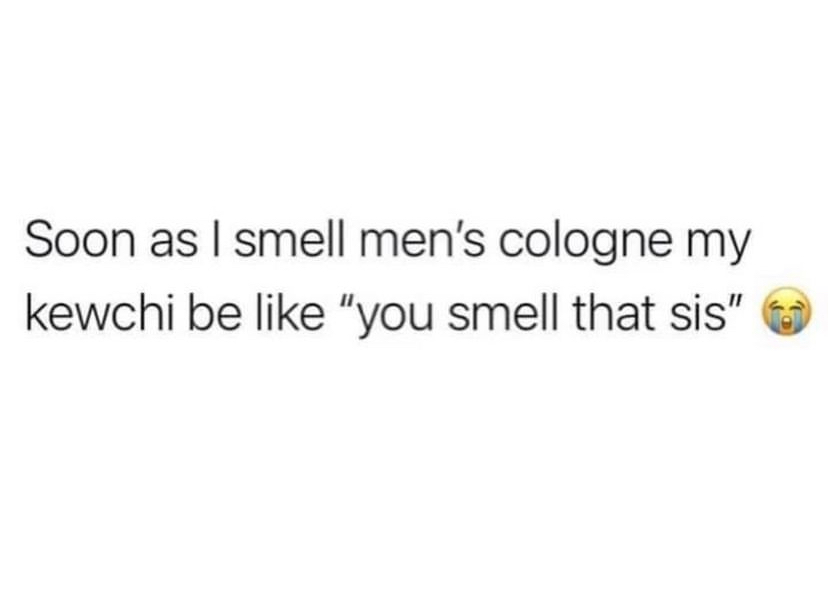 Soon as I smell men’s cologne my
kewchi be like "you smell that sis" 😭